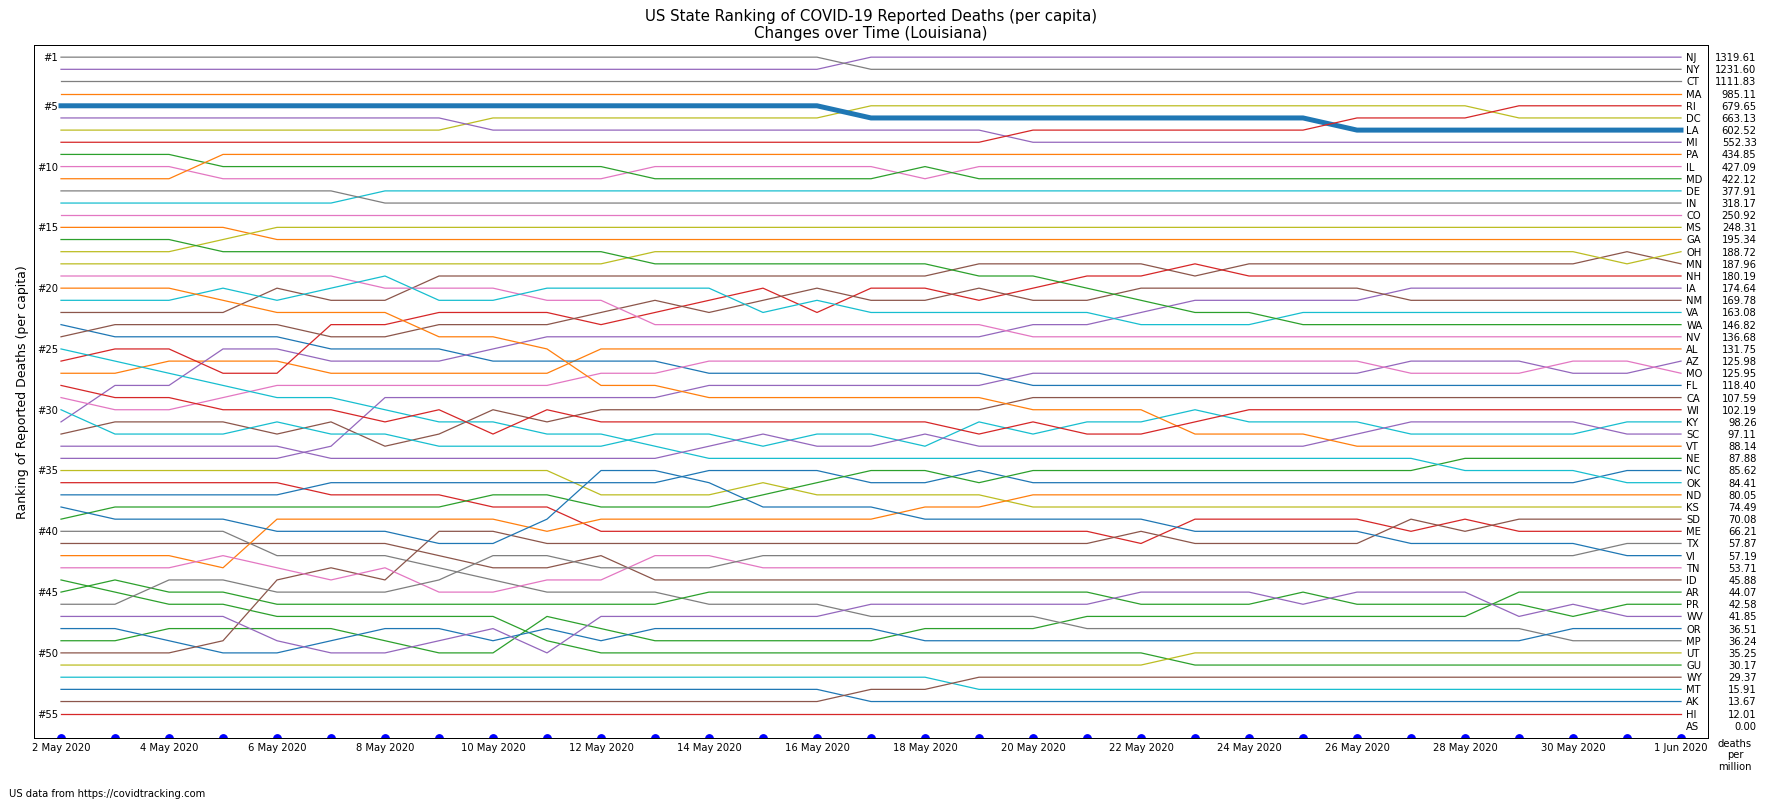 US State Ranking of COVID-19 Reported Deaths (per capita)
Changes over Time (Louisiana)
Ranking of Reported Deaths (per capita)
#1
#5
#10
#15
#20
#25
#30
#35
#40
#45
#50
#55
NJ 1319.61
NY 1231.60
CT 1111.83
MA 985.11
RI 679.65
DC 663.13
LA 602.52
MI 552.33
PA 434.85
IL 427.09
MD 422.12
DE 377.91
IN 318.17
CO 250.92
MS 248.31
GA 195.34
OH 188.72
MN 187.96
NH 180.19
IA 174.64
NM 169.78
VA 163.08
WA 146.82
NV 136.68
AL 131.75
AZ 125.98
MO 125.95
FL 118.40
CA 107.59
WI 102.19
KY 98.26
SC 97.11
VT 88.14
NE 87.88
NC 85.62
OK 84.41
ND 80.05
KS 74.49
SD 70.08
ME 66.21
TX 57.87
VI 57.19
TN 53.71
ID 45.88
AR 44.07
PR 42.58
WV 41.85
OR 36.51
MP 36.24
UT 35.25
GU 30.17
WY 29.37
MT 15.91
AK 13.67
HI 12.01
AS 0.00
2 May 2020 4 May 2020 6 May 2020 8 May 2020 10 May 2020 12 May 2020 14 May 2020 16 May 2020 18 May 2020 20 May 2020 22 May 2020 24 May 2020 26 May 2020 28 May 2020 30 May 2020 1 Jun 2020
deaths
per
million
US data from https://covidtracking.com